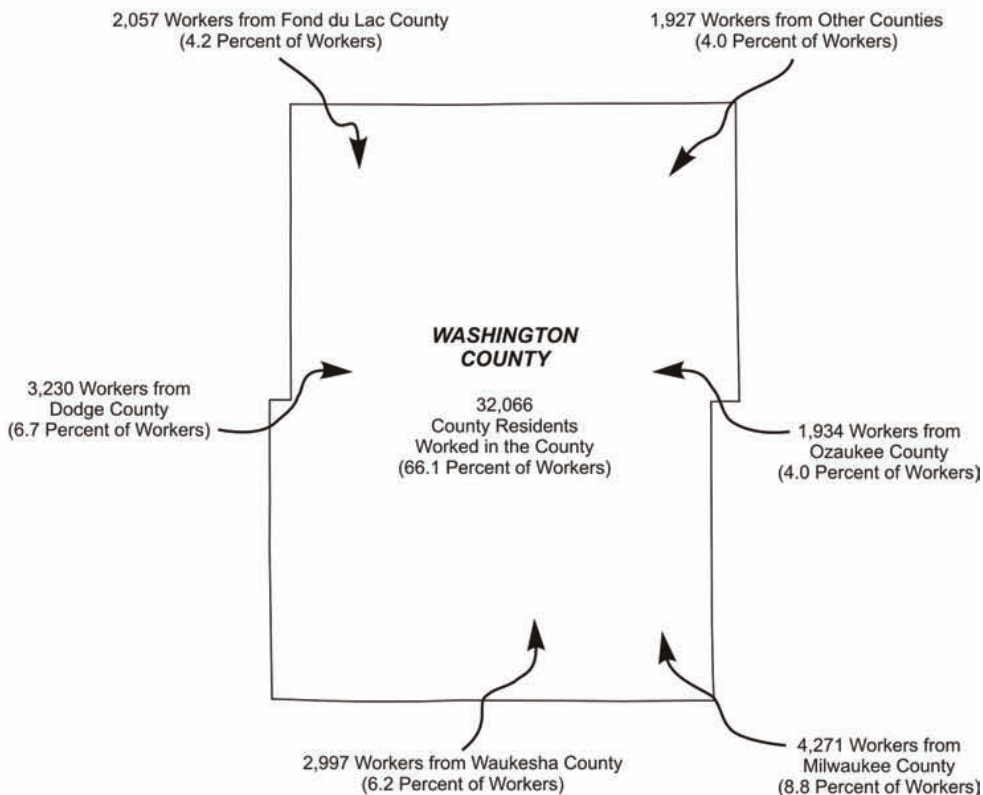 2,057 Workers from Fond du Lac County
(4.2 Percent of Workers)
1,927 Workers from Other Counties
(4.0 Percent of Workers)
WASHINGTON
COUNTY
3,230 Workers from
Dodge County
(6.7 Percent of Workers)
32,066
County Residents
Worked in the County
(66.1 Percent of Workers)
1,934 Workers from
Ozaukee County
(4.0 Percent of Workers)
2,997 Workers from Waukesha County
(6.2 Percent of Workers)
4,271 Workers from
Milwaukee County
(8.8 Percent of Workers)